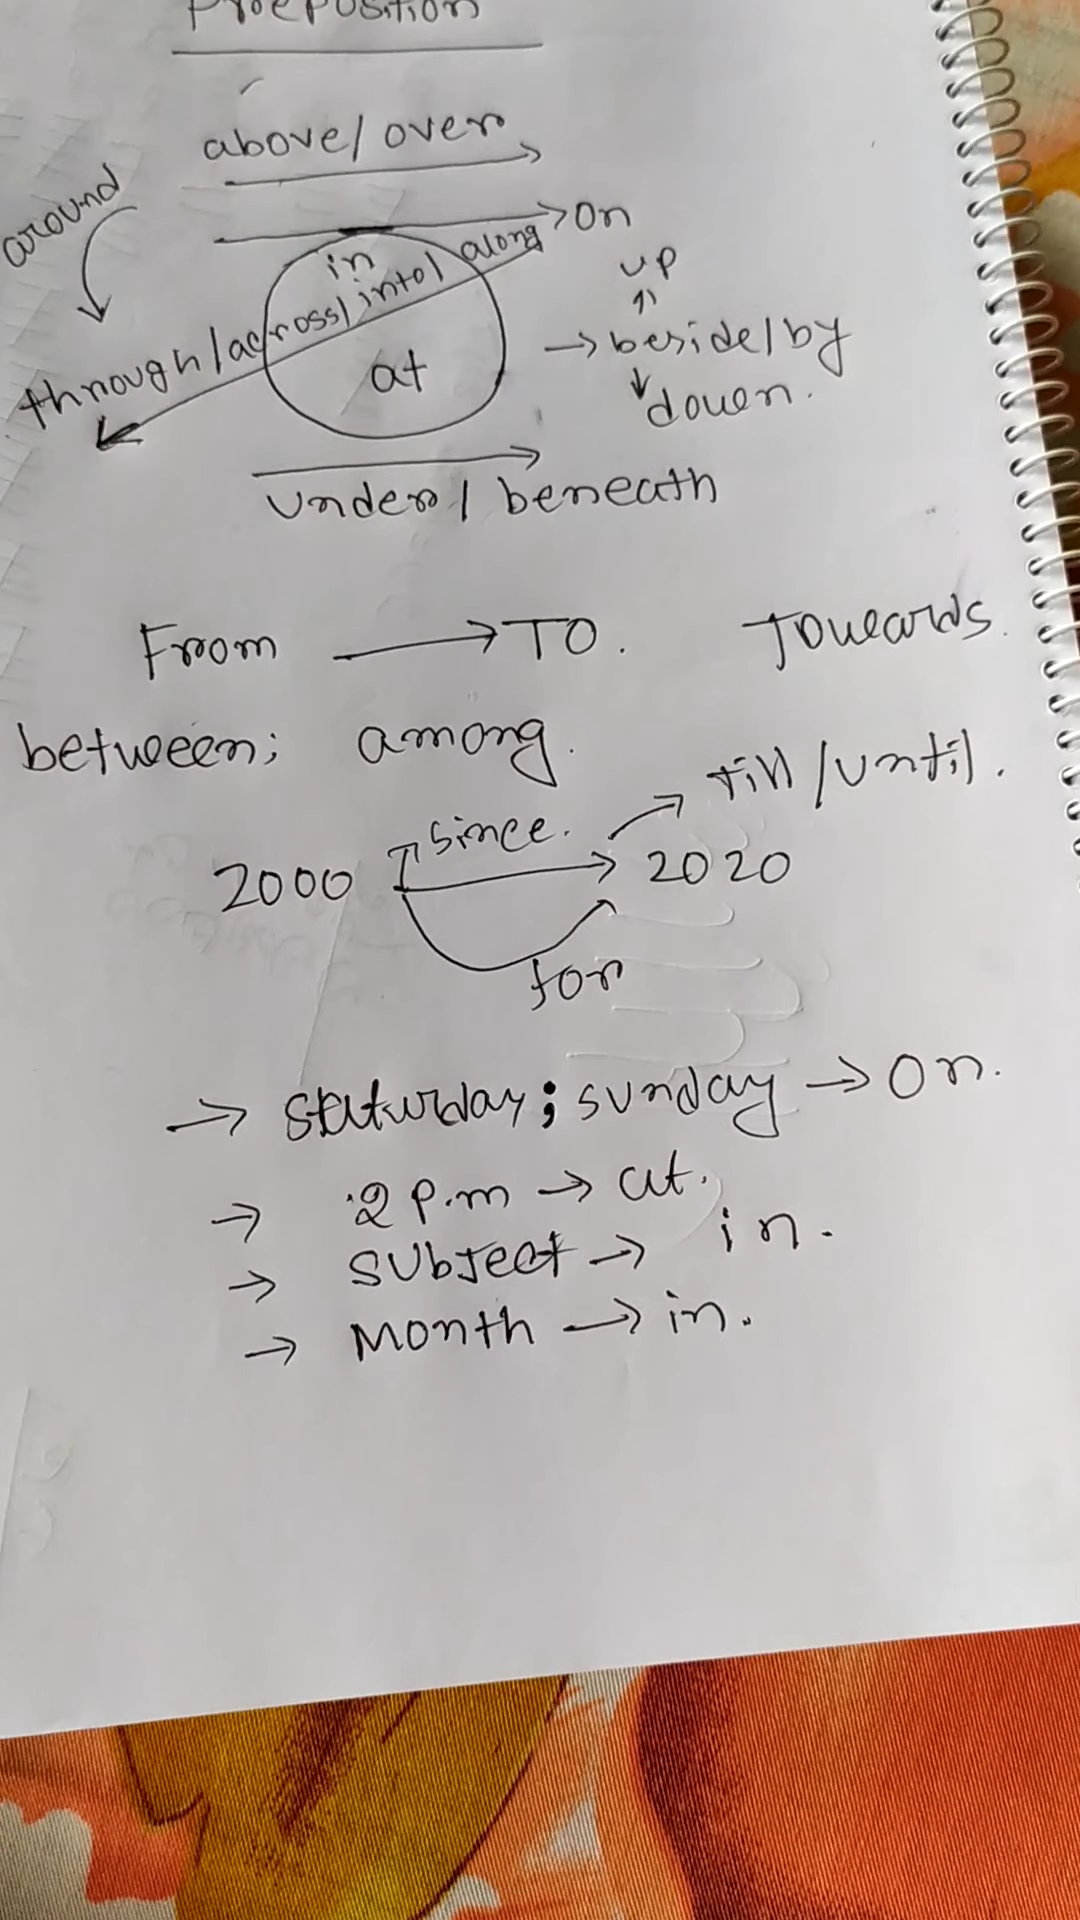 Preposition
above/ over
around
→ On
in
through/across/into/ along
up
→ beside/by
at
down.
under/ beneath
From → TO. Towards.
between; among.
till/until.
since.
2000 → 2020
for
→ Saturday; sunday → On.
→ 2 p.m → at.
→ Subject → in.
→ Month → in.